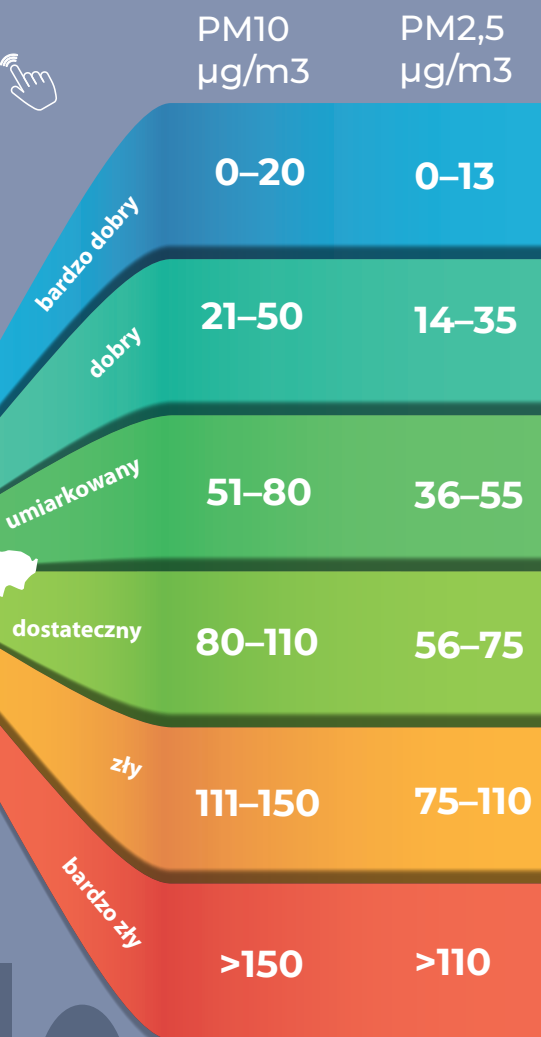 PM10 PM2,5
µg/m3 µg/m3
bardzo dobry 0–20 0–13
dobry 21–50 14–35
umiarkowany 51–80 36–55
dostateczny 80–110 56–75
zły 111–150 75–110
bardzo zły >150 >110